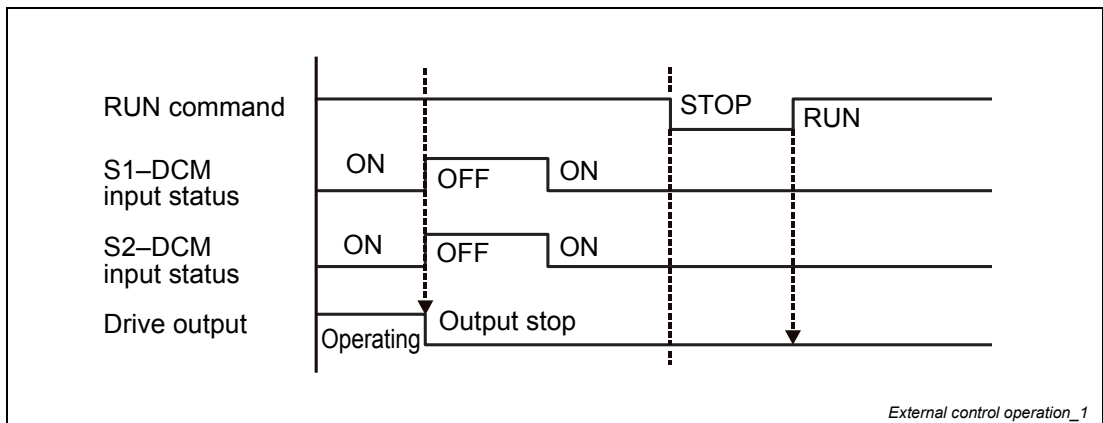 RUN command
STOP
RUN
S1–DCM
input status
ON
OFF
ON
S2–DCM
input status
ON
OFF
ON
Drive output
Operating
Output stop
External control operation_1